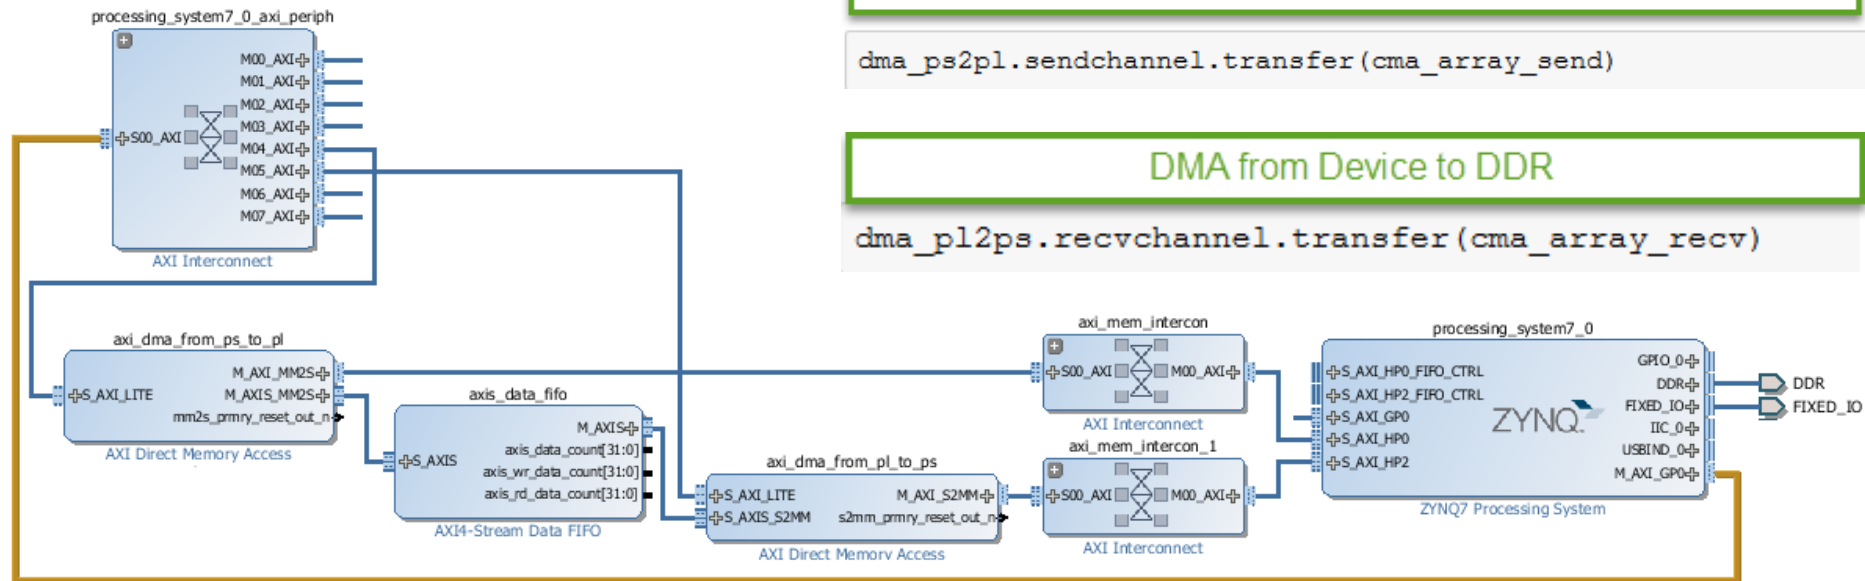 processing_system7_0_axi_periph
M00_AXI
M01_AXI
M02_AXI
M03_AXI
S00_AXI
M04_AXI
M05_AXI
M06_AXI
M07_AXI
AXI Interconnect
dma_ps2pl.sendchannel.transfer(cma_array_send)
DMA from Device to DDR
dma_pl2ps.recvchannel.transfer(cma_array_recv)
axi_dma_from_ps_to_pl
M_AXI_MM2S
S_AXI_LITE
M_AXIS_MM2S
mm2s_prmry_reset_out_n
AXI Direct Memory Access
axis_data_fifo
M_AXIS
axis_data_count[31:0]
S_AXIS
axis_wr_data_count[31:0]
axis_rd_data_count[31:0]
AXI4-Stream Data FIFO
axi_dma_from_pl_to_ps
S_AXI_LITE
M_AXI_S2MM
S_AXIS_S2MM
s2mm_prmry_reset_out_n
AXI Direct Memory Access
axi_mem_intercon
S00_AXI
M00_AXI
AXI Interconnect
axi_mem_intercon_1
S00_AXI
M00_AXI
AXI Interconnect
processing_system7_0
S_AXI_HP0_FIFO_CTRL
S_AXI_HP2_FIFO_CTRL
S_AXI_GP0
S_AXI_HP0
S_AXI_HP2
ZYNQ
GPIO_0
DDR
FIXED_IO
IIC_0
USBIND_0
M_AXI_GP0
ZYNQ7 Processing System
DDR
FIXED_IO